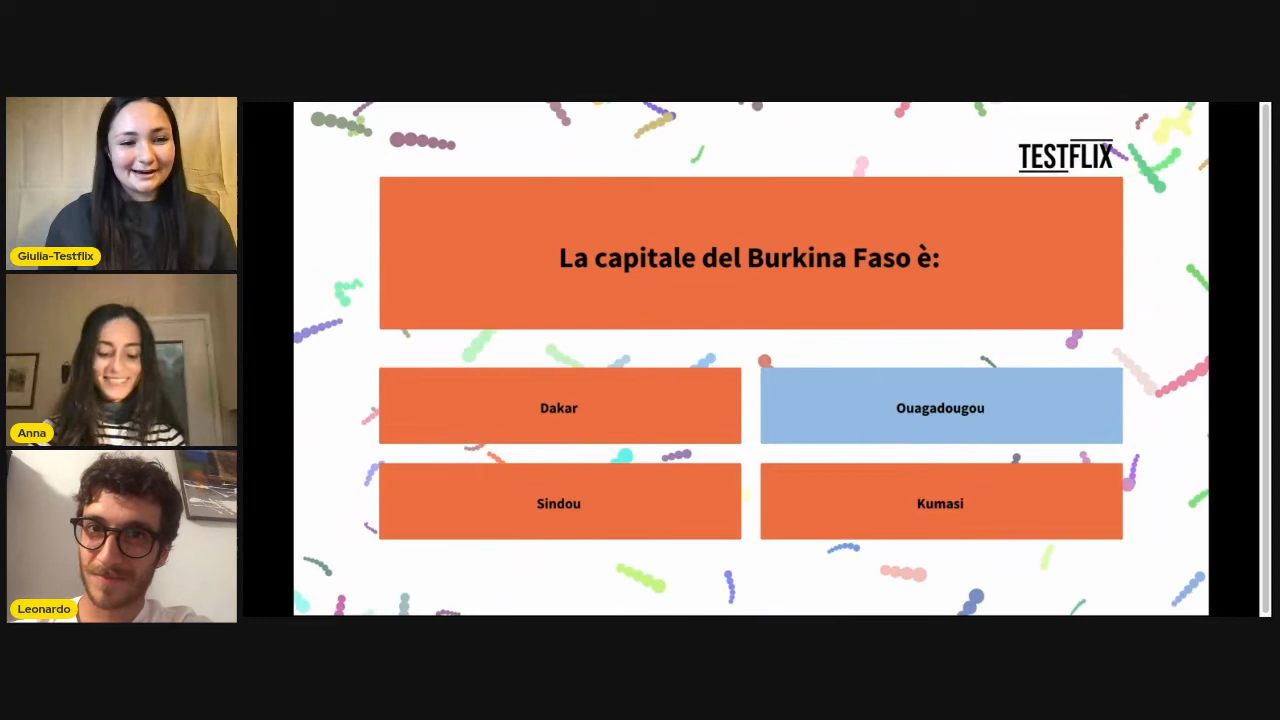 Giulia-Testflix
Anna
Leonardo
TESTFLIX
La capitale del Burkina Faso è:
Dakar
Ouagadougou
Sindou
Kumasi